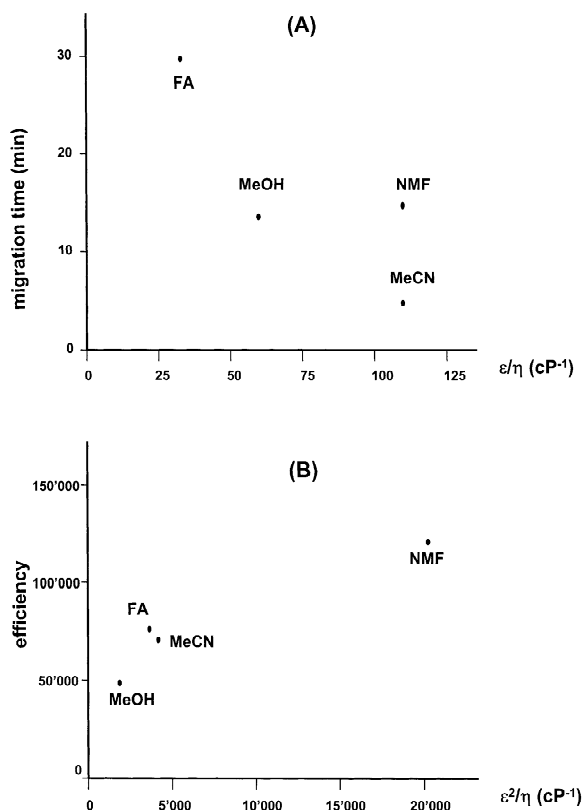 (A)
30
FA
20
MeOH
NMF
10
MeCN
0
migration time (min)
0 25 50 75 100 125
ε/η (cP-1)
(B)
150'000
NMF
100'000
FA
MeCN
50'000
MeOH
0
efficiency
0 5'000 10'000 15'000 20'000
ε2/η (cP-1)